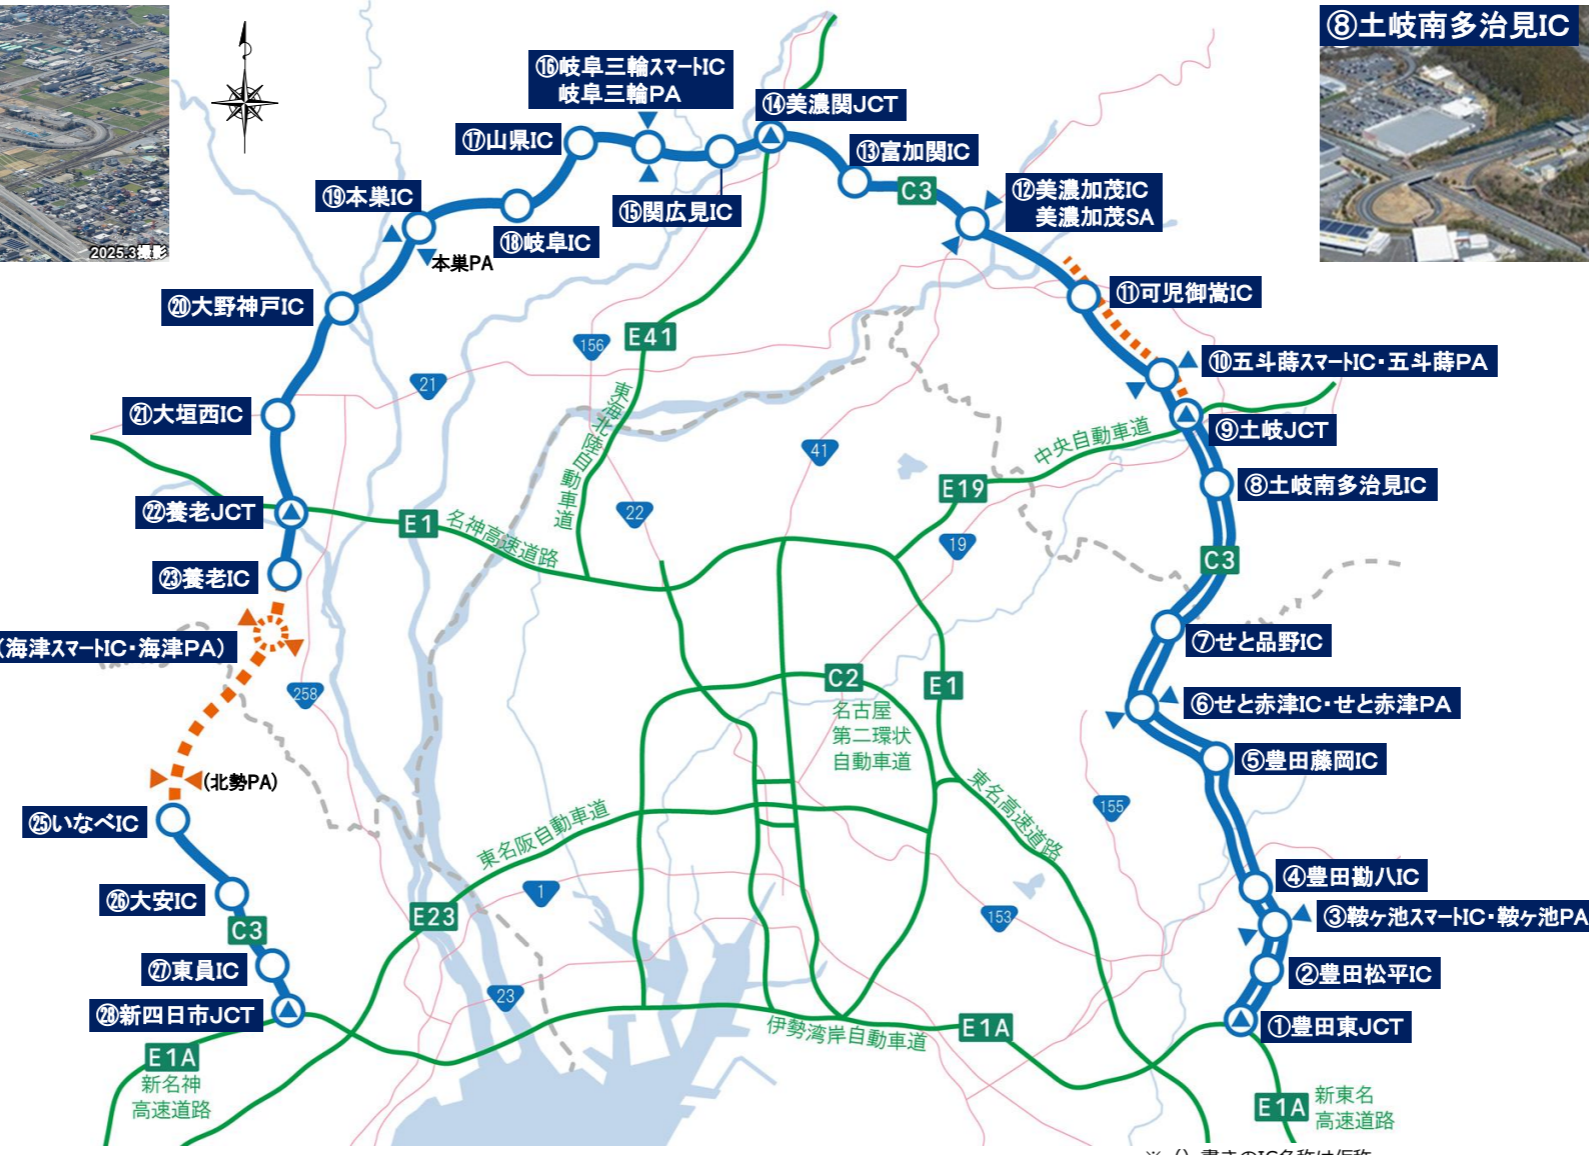 ⑧土岐南多治見IC
2025.3撮影
⑯岐阜三輪スマートIC
岐阜三輪PA
⑭美濃関JCT
⑰山県IC
⑬富加関IC
⑲本巣IC
⑮関広見IC
C3
⑫美濃加茂IC
美濃加茂SA
⑱岐阜IC
本巣PA
⑳大野神戸IC
⑪可児御嵩IC
156
E41
⑩五斗蒔スマートIC・五斗蒔PA
21
東海北陸自動車道
㉑大垣西IC
⑨土岐JCT
41
中央自動車道
⑧土岐南多治見IC
E19
㉒養老JCT
E1
名神高速道路
22
19
C3
㉓養老IC
(海津スマートIC・海津PA)
⑦せと品野IC
C2
E1
258
⑥せと赤津IC・せと赤津PA
名古屋
第二環状
自動車道
⑤豊田藤岡IC
(北勢PA)
東名高速道路
155
㉕いなべIC
東名阪自動車道
④豊田勘八IC
㉖大安IC
1
E23
153
③鞍ヶ池スマートIC・鞍ヶ池PA
C3
㉗東員IC
②豊田松平IC
23
㉘新四日市JCT
伊勢湾岸自動車道
E1A
①豊田東JCT
E1A
新名神
高速道路
E1A
新東名
高速道路
※ () 書きのIC名称は仮称